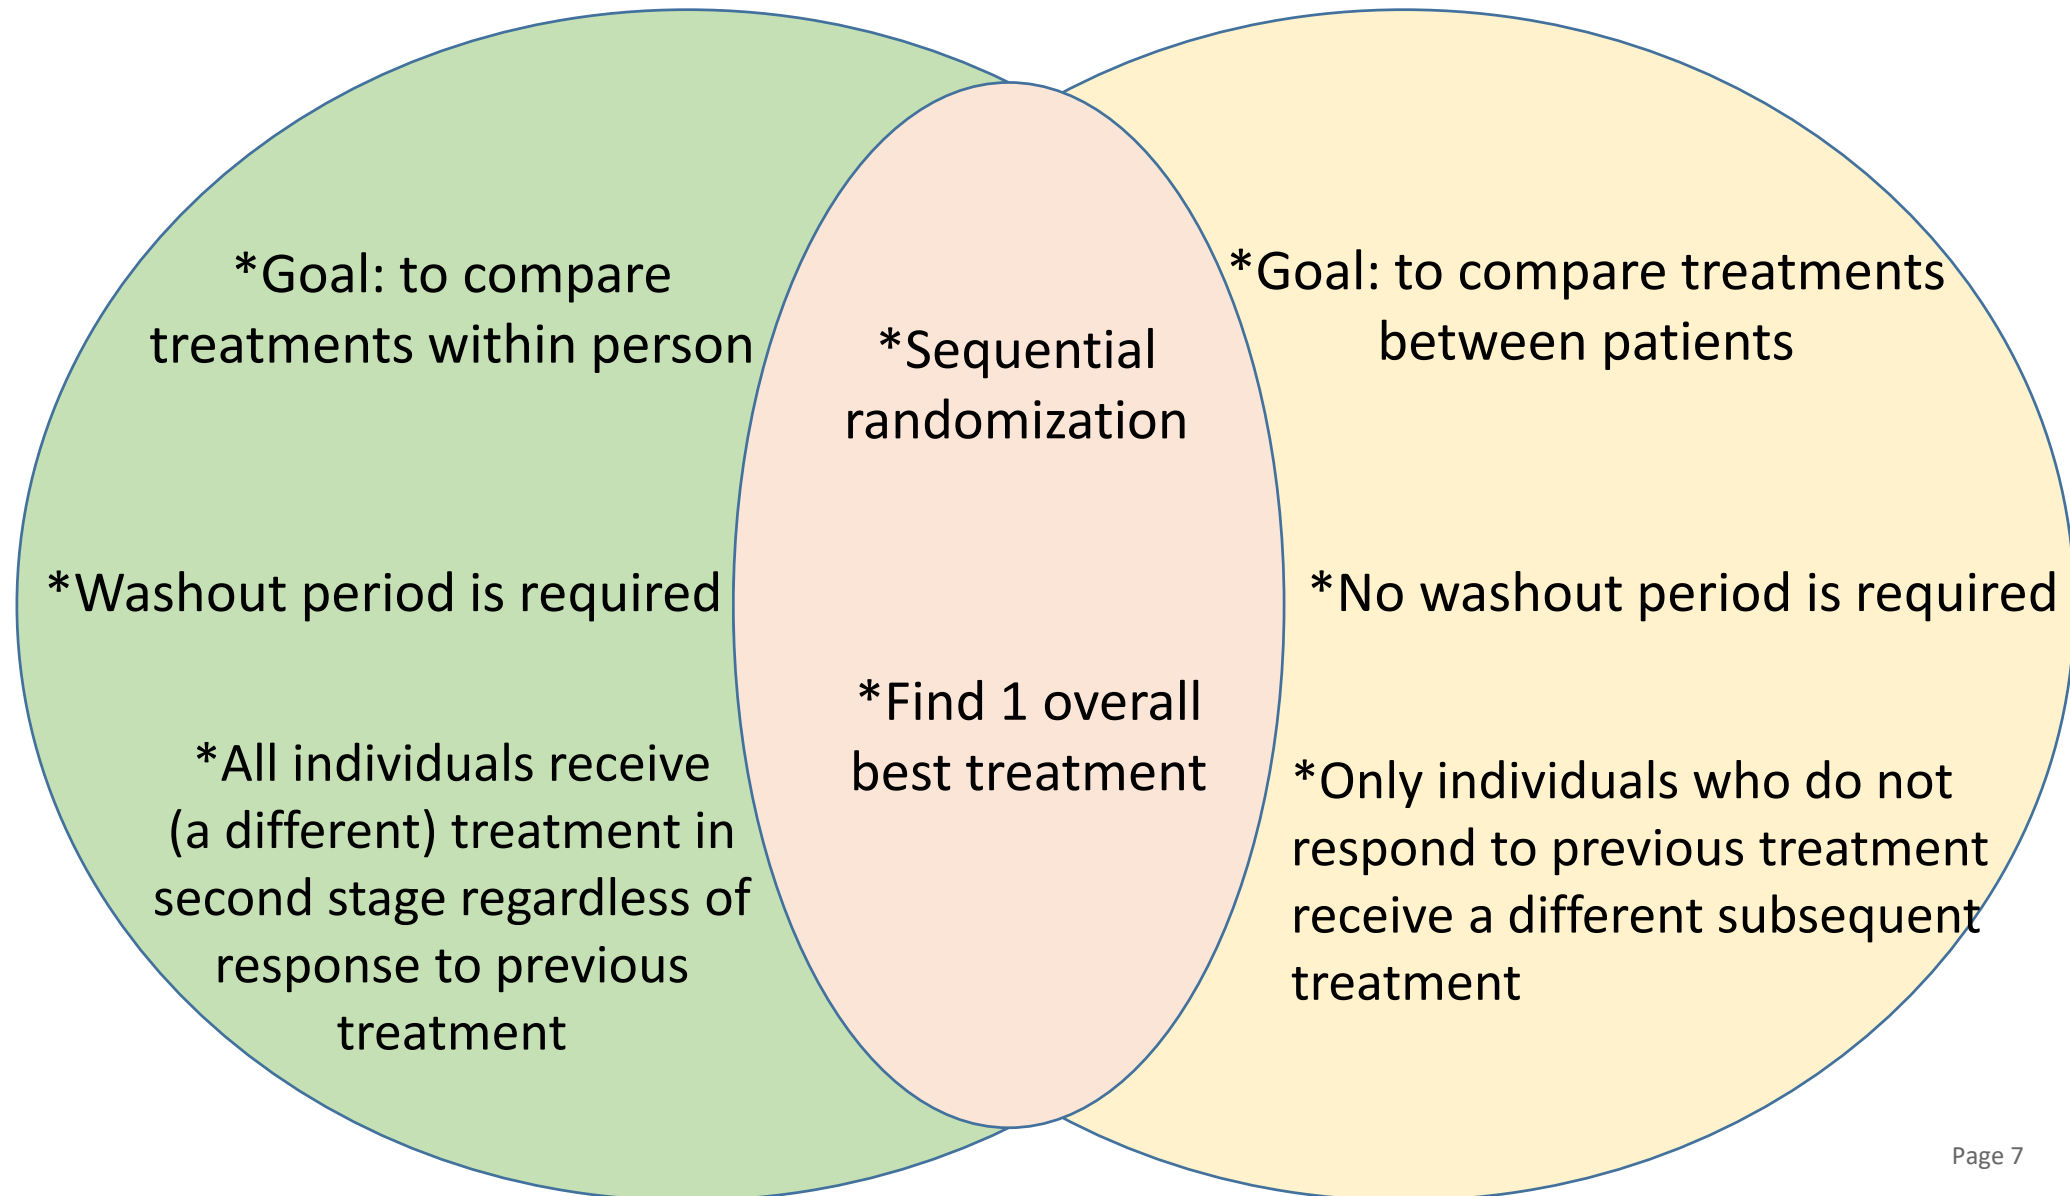 *Goal: to compare
treatments within person
*Washout period is required
*All individuals receive
(a different) treatment in
second stage regardless of
response to previous
treatment
*Sequential
randomization
*Find 1 overall
best treatment
*Goal: to compare treatments
between patients
*No washout period is required
*Only individuals who do not
respond to previous treatment
receive a different subsequent
treatment
Page 7